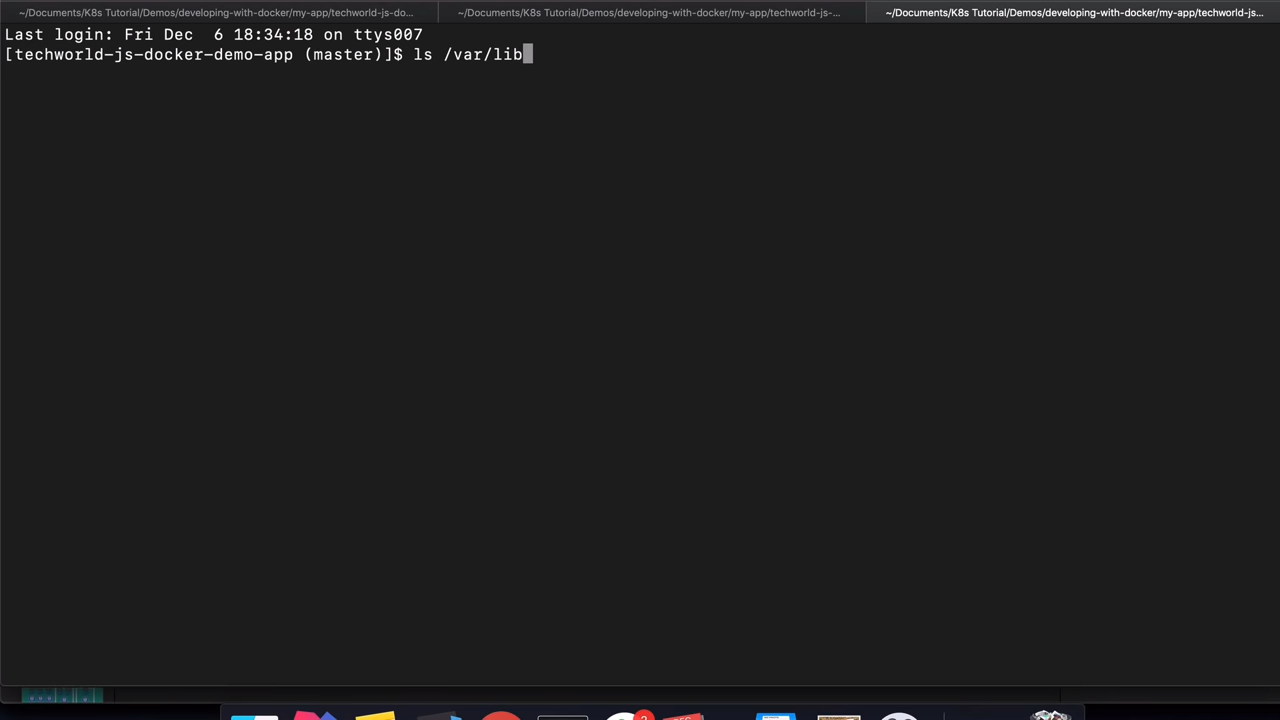 ~/Documents/K8s Tutorial/Demos/developing-with-docker/my-app/techworld-js-do...
~/Documents/K8s Tutorial/Demos/developing-with-docker/my-app/techworld-js-...
~/Documents/K8s Tutorial/Demos/developing-with-docker/my-app/techworld-js...
Last login: Fri Dec  6 18:34:18 on ttys007
[techworld-js-docker-demo-app (master)]$ ls /var/lib